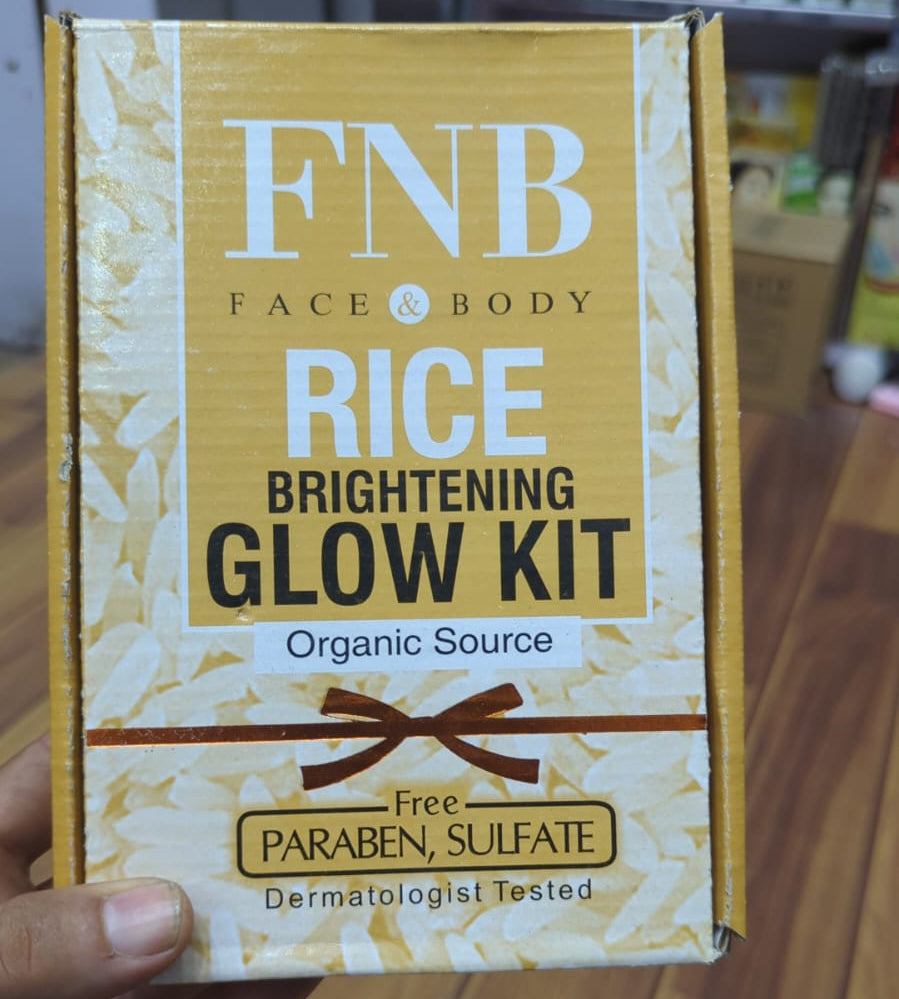 FNB
FACE & BODY
RICE
BRIGHTENING
GLOW KIT
Organic Source
Free
PARABEN, SULFATE
Dermatologist Tested